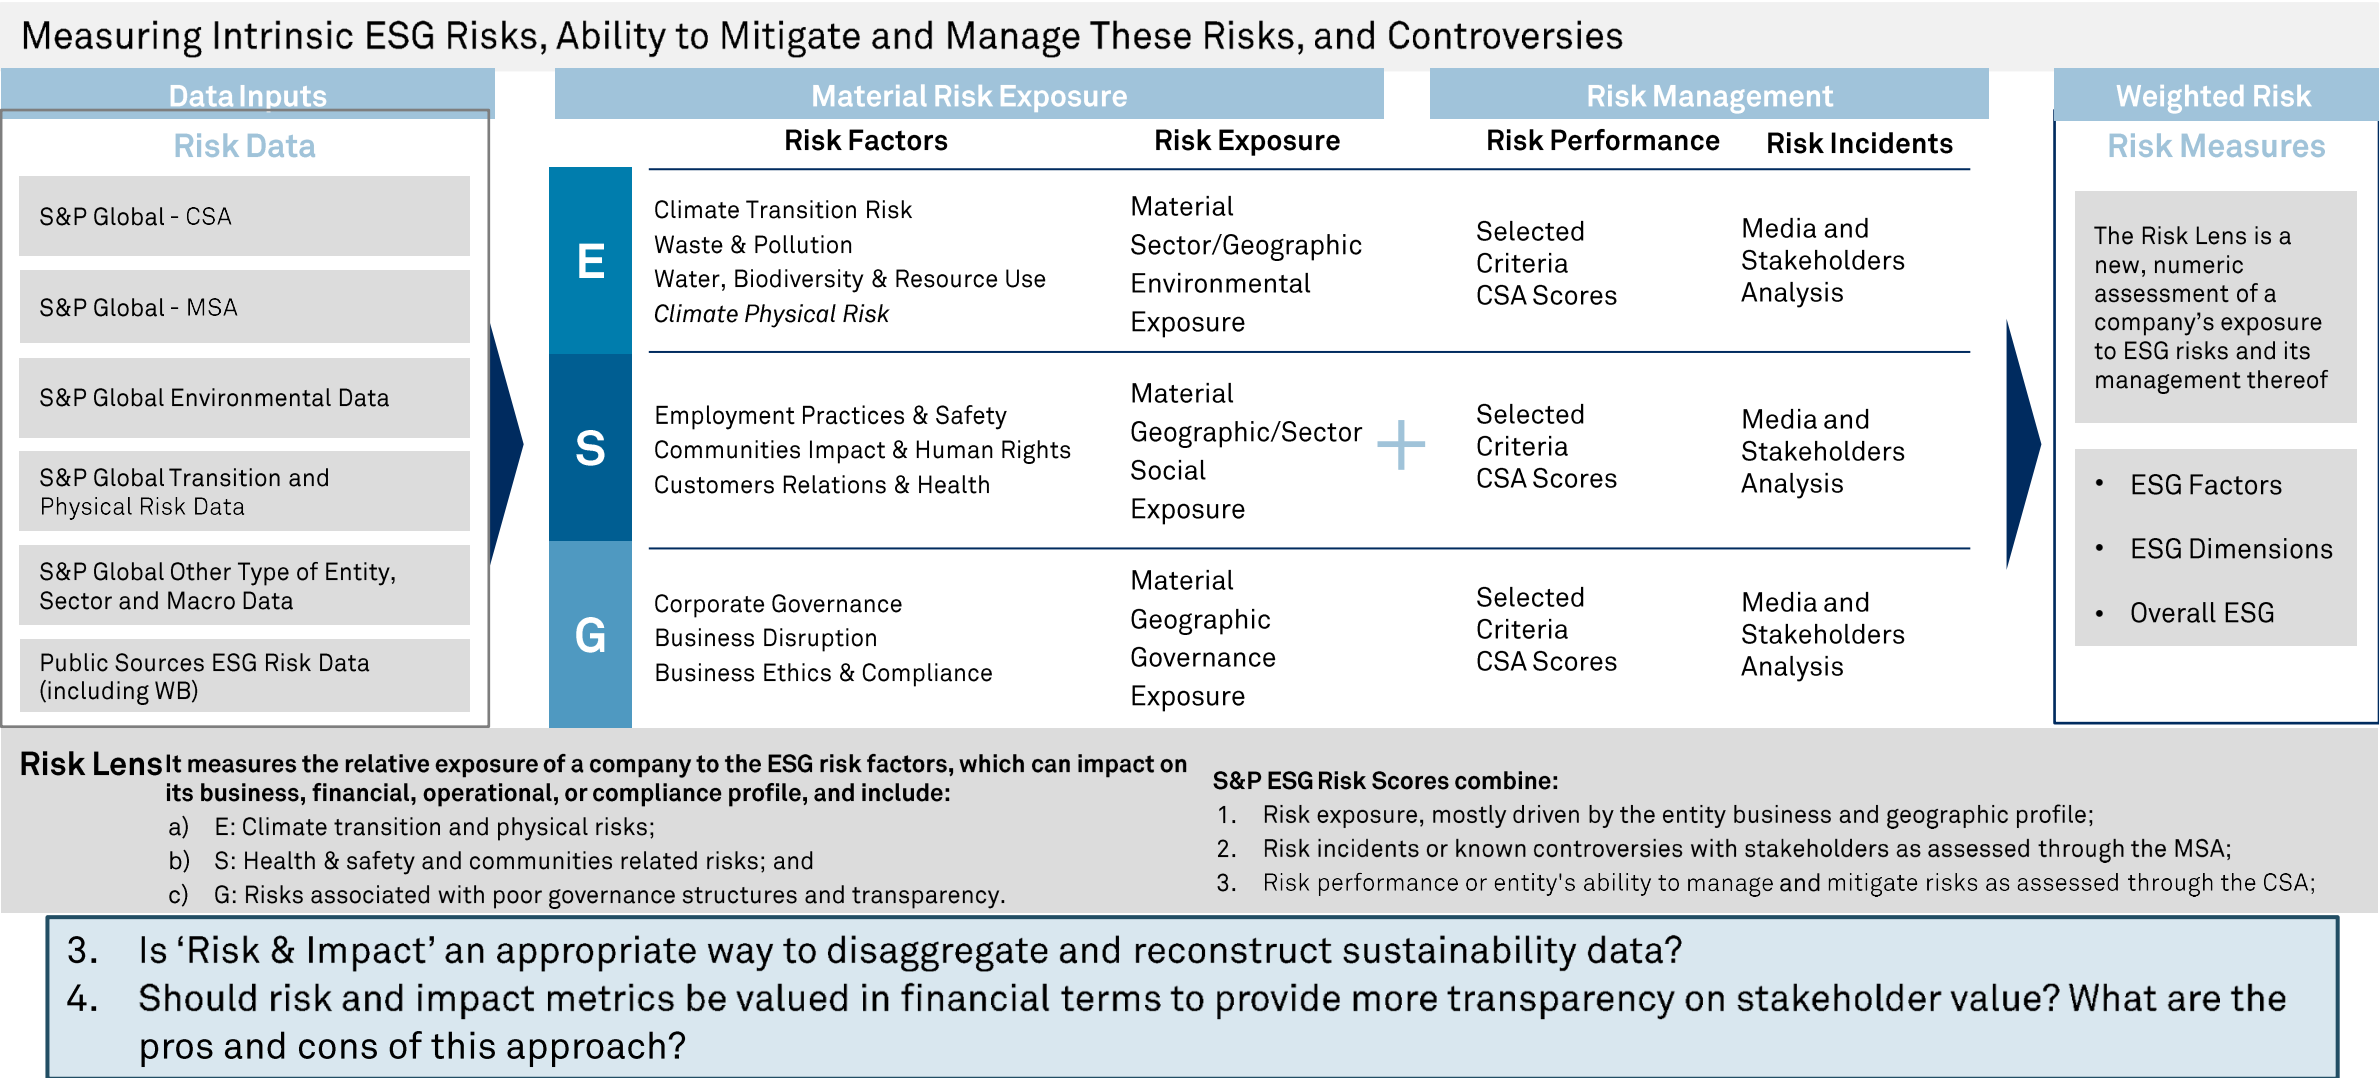 Measuring Intrinsic ESG Risks, Ability to Mitigate and Manage These Risks, and Controversies
Data Inputs
Risk Data
S&P Global - CSA
S&P Global - MSA
S&P Global Environmental Data
S&P Global Transition and
Physical Risk Data
S&P Global Other Type of Entity,
Sector and Macro Data
Public Sources ESG Risk Data
(including WB)
Material Risk Exposure
Risk Factors
Risk Exposure
Risk Management
Risk Performance
Risk Incidents
E
Climate Transition Risk
Waste & Pollution
Water, Biodiversity & Resource Use
Climate Physical Risk
Material
Sector/Geographic
Environmental
Exposure
Selected
Criteria
CSA Scores
Media and
Stakeholders
Analysis
S
Employment Practices & Safety
Communities Impact & Human Rights
Customers Relations & Health
Material
Geographic/Sector
Social
Exposure
+
Selected
Criteria
CSA Scores
Media and
Stakeholders
Analysis
G
Corporate Governance
Business Disruption
Business Ethics & Compliance
Material
Geographic
Governance
Exposure
Selected
Criteria
CSA Scores
Media and
Stakeholders
Analysis
Weighted Risk
Risk Measures
The Risk Lens is a
new, numeric
assessment of a
company’s exposure
to ESG risks and its
management thereof
• ESG Factors
• ESG Dimensions
• Overall ESG
Risk Lens
It measures the relative exposure of a company to the ESG risk factors, which can impact on
its business, financial, operational, or compliance profile, and include:
a) E: Climate transition and physical risks;
b) S: Health & safety and communities related risks; and
c) G: Risks associated with poor governance structures and transparency.
S&P ESG Risk Scores combine:
1. Risk exposure, mostly driven by the entity business and geographic profile;
2. Risk incidents or known controversies with stakeholders as assessed through the MSA;
3. Risk performance or entity's ability to manage and mitigate risks as assessed through the CSA;
3. Is ‘Risk & Impact’ an appropriate way to disaggregate and reconstruct sustainability data?
4. Should risk and impact metrics be valued in financial terms to provide more transparency on stakeholder value? What are the
pros and cons of this approach?